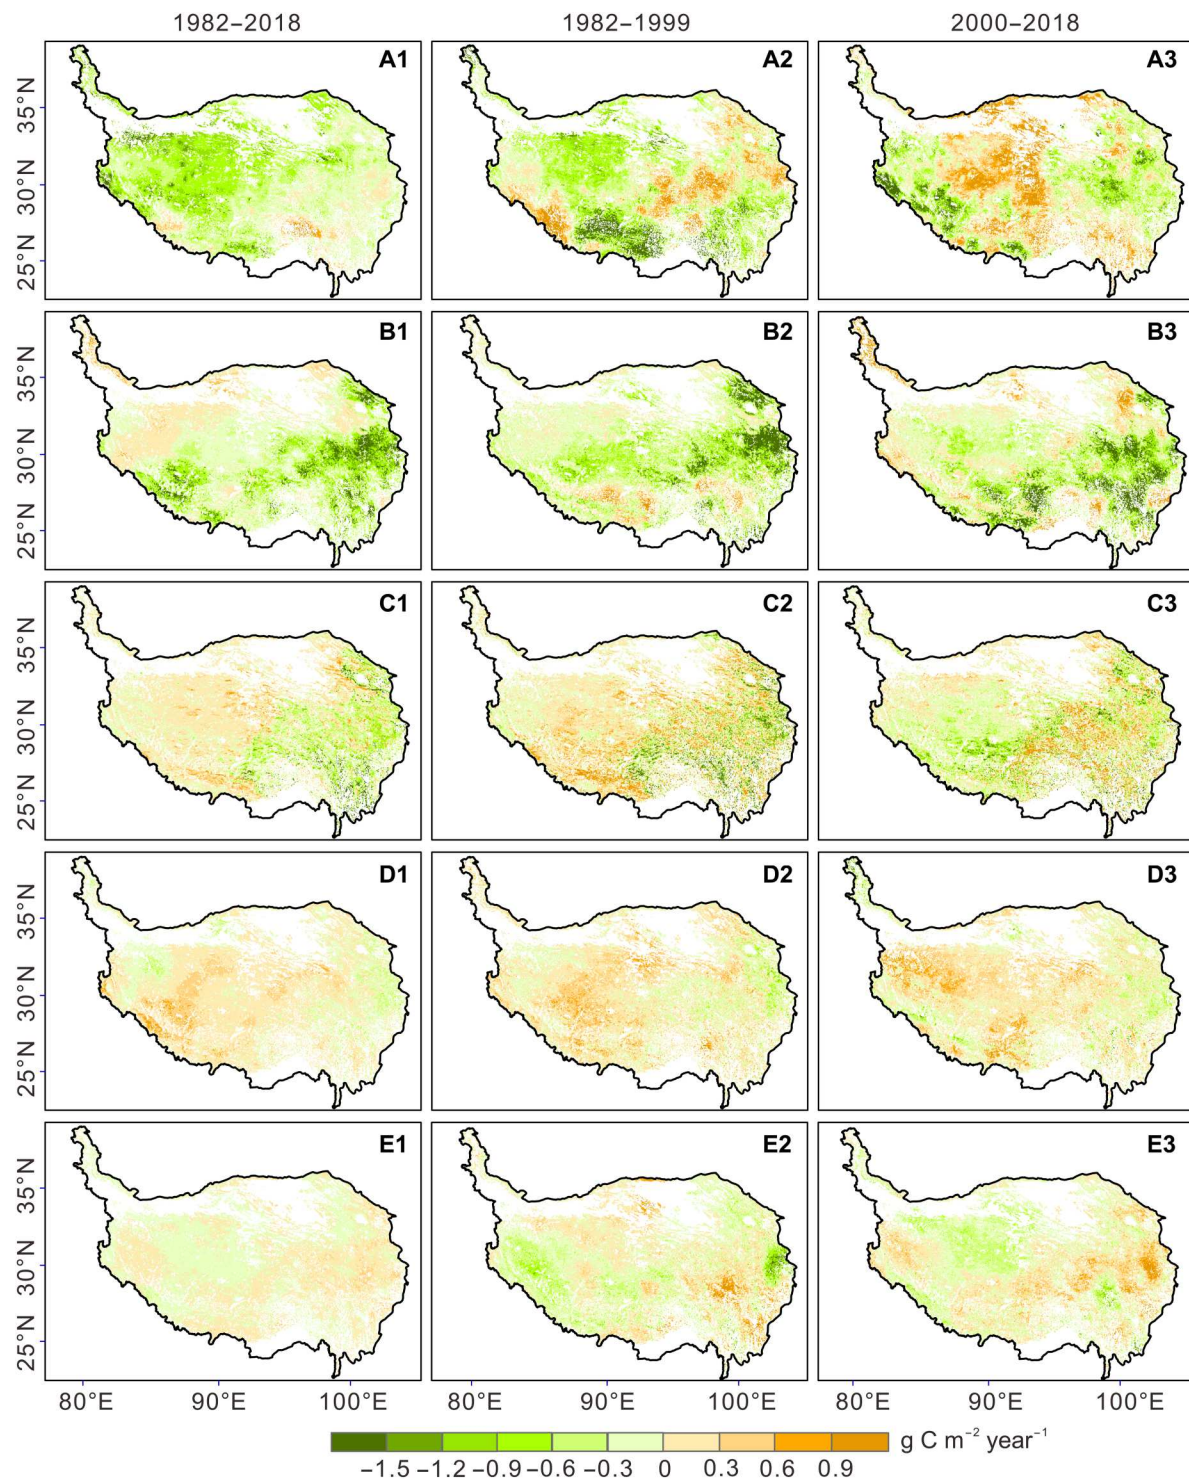 1982−2018 1982−1999 2000−2018
A1 A2 A3
35°N
30°N
25°N
B1 B2 B3
35°N
30°N
25°N
C1 C2 C3
35°N
30°N
25°N
D1 D2 D3
35°N
30°N
25°N
E1 E2 E3
35°N
30°N
25°N
80°E 90°E 100°E 80°E 90°E 100°E 80°E 90°E 100°E
g C m⁻² year⁻¹
−1.5 −1.2 −0.9 −0.6 −0.3 0 0.3 0.6 0.9